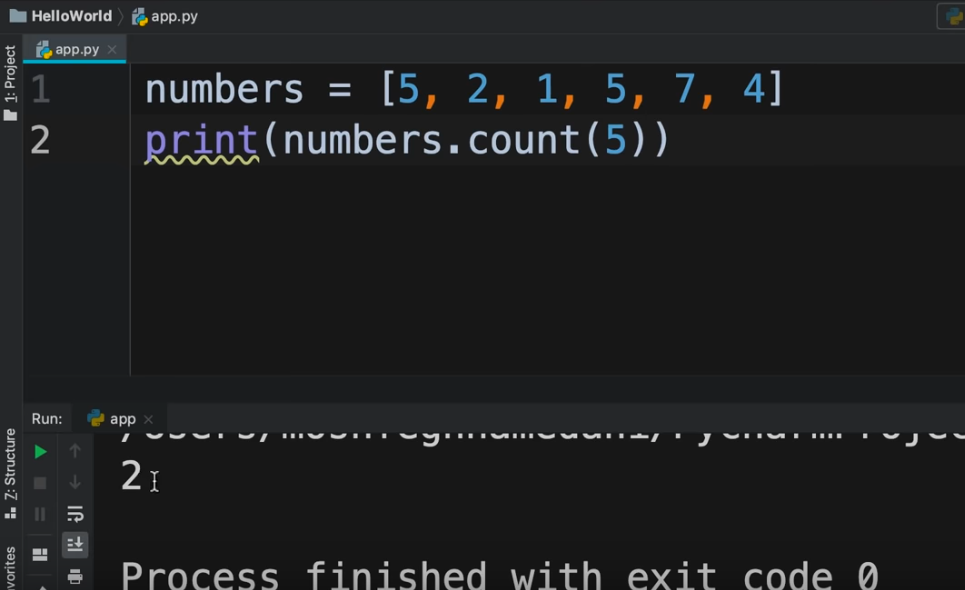 HelloWorld app.py
app.py
1: Project
1 numbers = [5, 2, 1, 5, 7, 4]
2 print(numbers.count(5))
Run: app
Z: Structure
2
Process finished with exit code 0